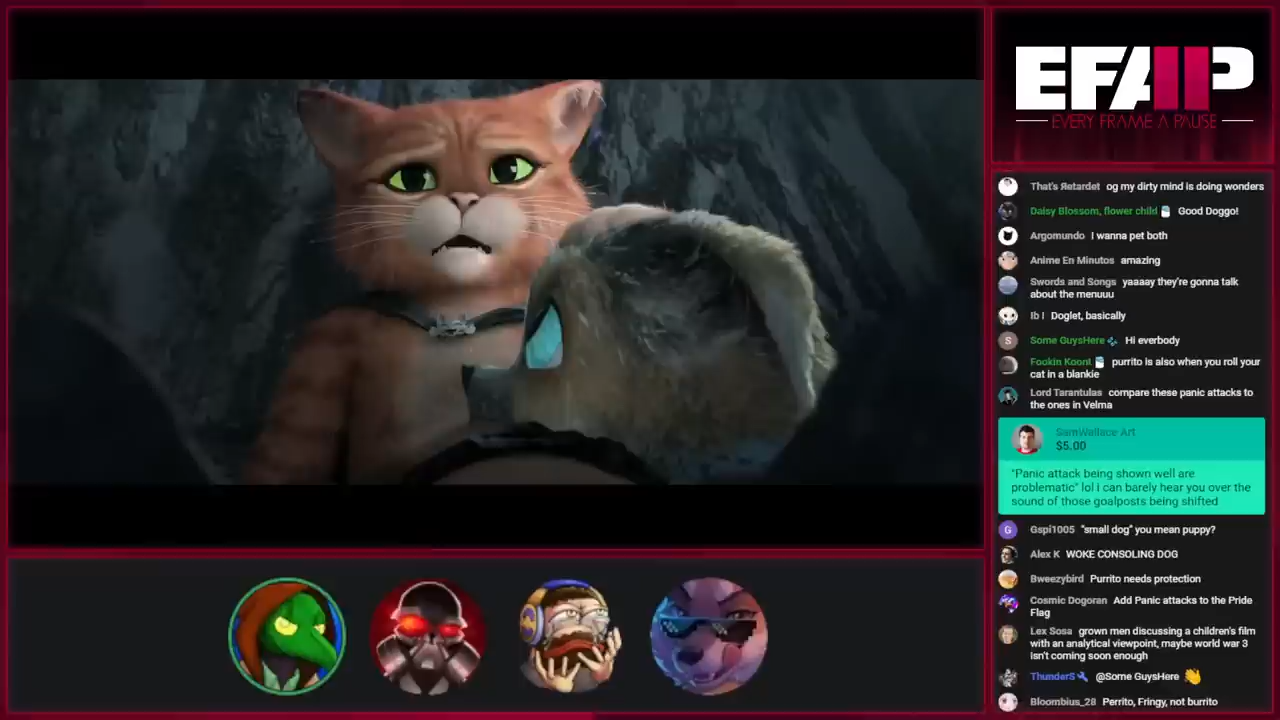 EFAP
EVERY FRAME A PAUSE
That's Яetardet og my dirty mind is doing wonders
Daisy Blossom, flower child Good Doggo!
Argomundo I wanna pet both
Anime En Minutos amazing
Swords and Songs yaaaay they're gonna talk
about the menuuu
Ib I Doglet, basically
S Some GuysHere Hi everbody
Fookin Koont purrito is also when you roll your
cat in a blankie
Lord Tarantulas compare these panic attacks to
the ones in Velma
SamWallace Art
$5.00
"Panic attack being shown well are
problematic" lol I can barely hear you over the
sound of those goalposts being shifted
G Gspi1005 "small dog" you mean puppy?
Alex K WOKE CONSOLING DOG
Bweezybird Purrito needs protection
Cosmic Dogoran Add Panic attacks to the Pride
Flag
Lex Sosa grown men discussing a children's film
with an analytical viewpoint, maybe world war 3
isn't coming soon enough
ThunderS @Some GuysHere 👏
Bloombius_28 Perrito, Fringy, not burrito